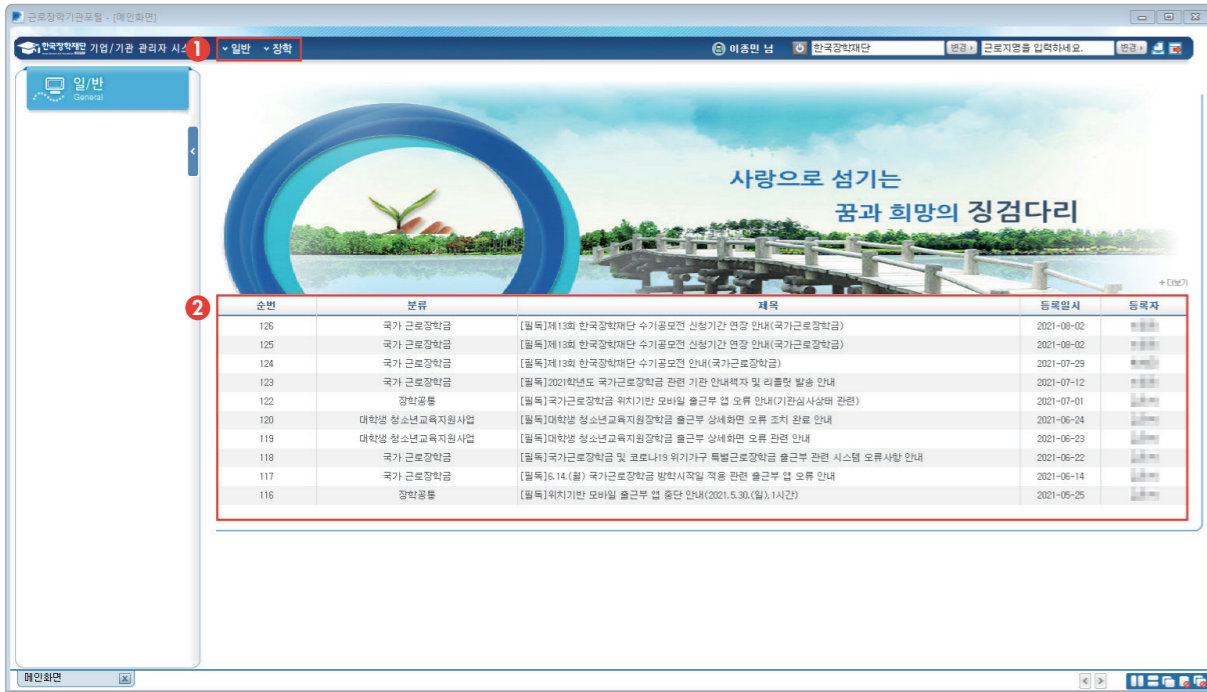 근로장학기관포털 - [메인화면]
한국장학재단 기업/기관 관리자 시스
1
일반 장학
이종민 님 한국장학재단 변경 근로지명을 입력하세요. 변경
일/반
General
사랑으로 섬기는
꿈과 희망의 징검다리
+ 더보기
2
순번 분류 제목 등록일시 등록자
126 국가 근로장학금 [필독]제13회 한국장학재단 수기공모전 신청기간 연장 안내(국가근로장학금) 2021-08-02
125 국가 근로장학금 [필독]제13회 한국장학재단 수기공모전 신청기간 연장 안내(국가근로장학금) 2021-08-02
124 국가 근로장학금 [필독]제13회 한국장학재단 수기공모전 안내(국가근로장학금) 2021-07-29
123 국가 근로장학금 [필독]2021학년도 국가근로장학금 관련 기관 안내책자 및 리플릿 발송 안내 2021-07-12
122 장학공통 [필독]국가근로장학금 위치기반 모바일 출근부 앱 오류 안내(기관심사상태 관련) 2021-07-01
120 대학생 청소년교육지원사업 [필독]대학생 청소년교육지원장학금 출근부 상세화면 오류 조치 완료 안내 2021-06-24
119 대학생 청소년교육지원사업 [필독]대학생 청소년교육지원장학금 출근부 상세화면 오류 관련 안내 2021-06-23
118 국가 근로장학금 [필독]국가근로장학금 및 코로나19 위기가구 특별근로장학금 출근부 관련 시스템 오류사항 안내 2021-06-22
117 국가 근로장학금 [필독]6.14.(월) 국가근로장학금 방학시작일 적용 관련 출근부 앱 오류 안내 2021-06-14
116 장학공통 [필독]위치기반 모바일 출근부 앱 중단 안내(2021.5.30.(일),1시간) 2021-05-25
메인화면